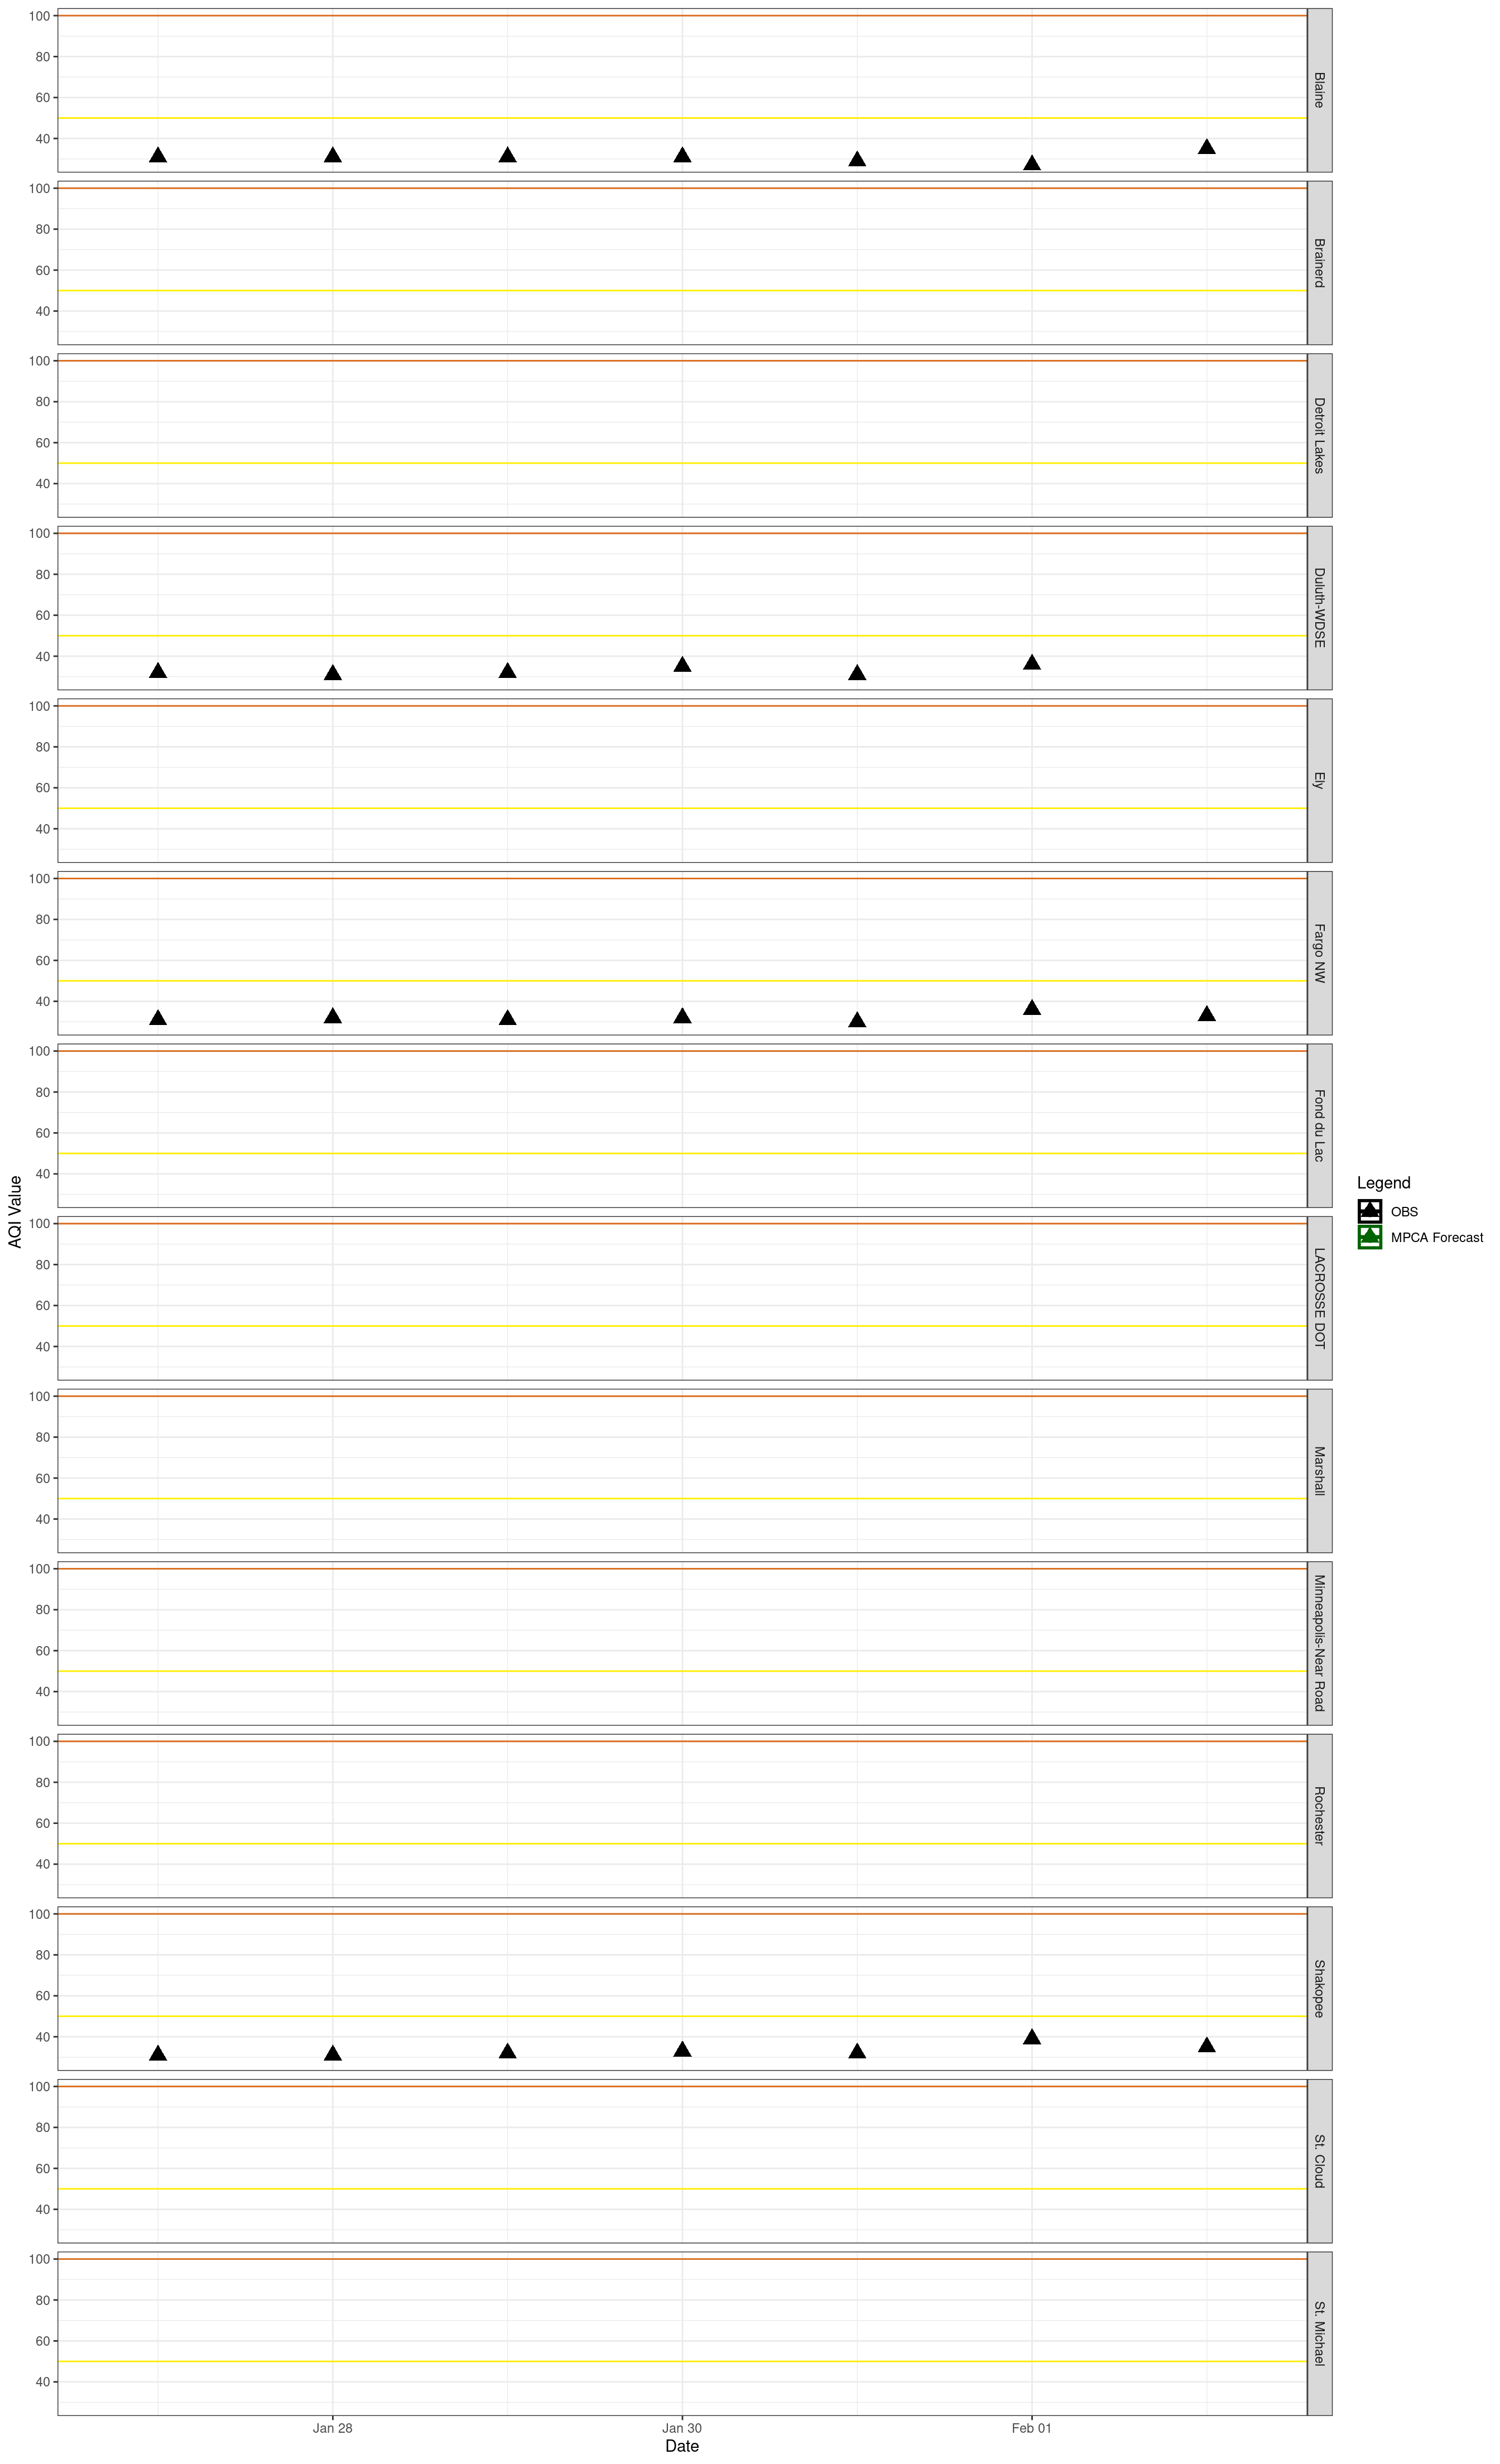 100
80
60
40
Blaine
100
80
60
40
Brainerd
100
80
60
40
Detroit Lakes
100
80
60
40
Duluth-WDSE
100
80
60
40
Ely
100
80
60
40
Fargo NW
100
80
60
40
Fond du Lac
100
80
60
40
LACROSSE DOT
100
80
60
40
Marshall
100
80
60
40
Minneapolis-Near Road
100
80
60
40
Rochester
100
80
60
40
Shakopee
100
80
60
40
St. Cloud
100
80
60
40
St. Michael
Jan 28 Jan 30 Feb 01
Date
AQI Value
Legend
OBS
MPCA Forecast